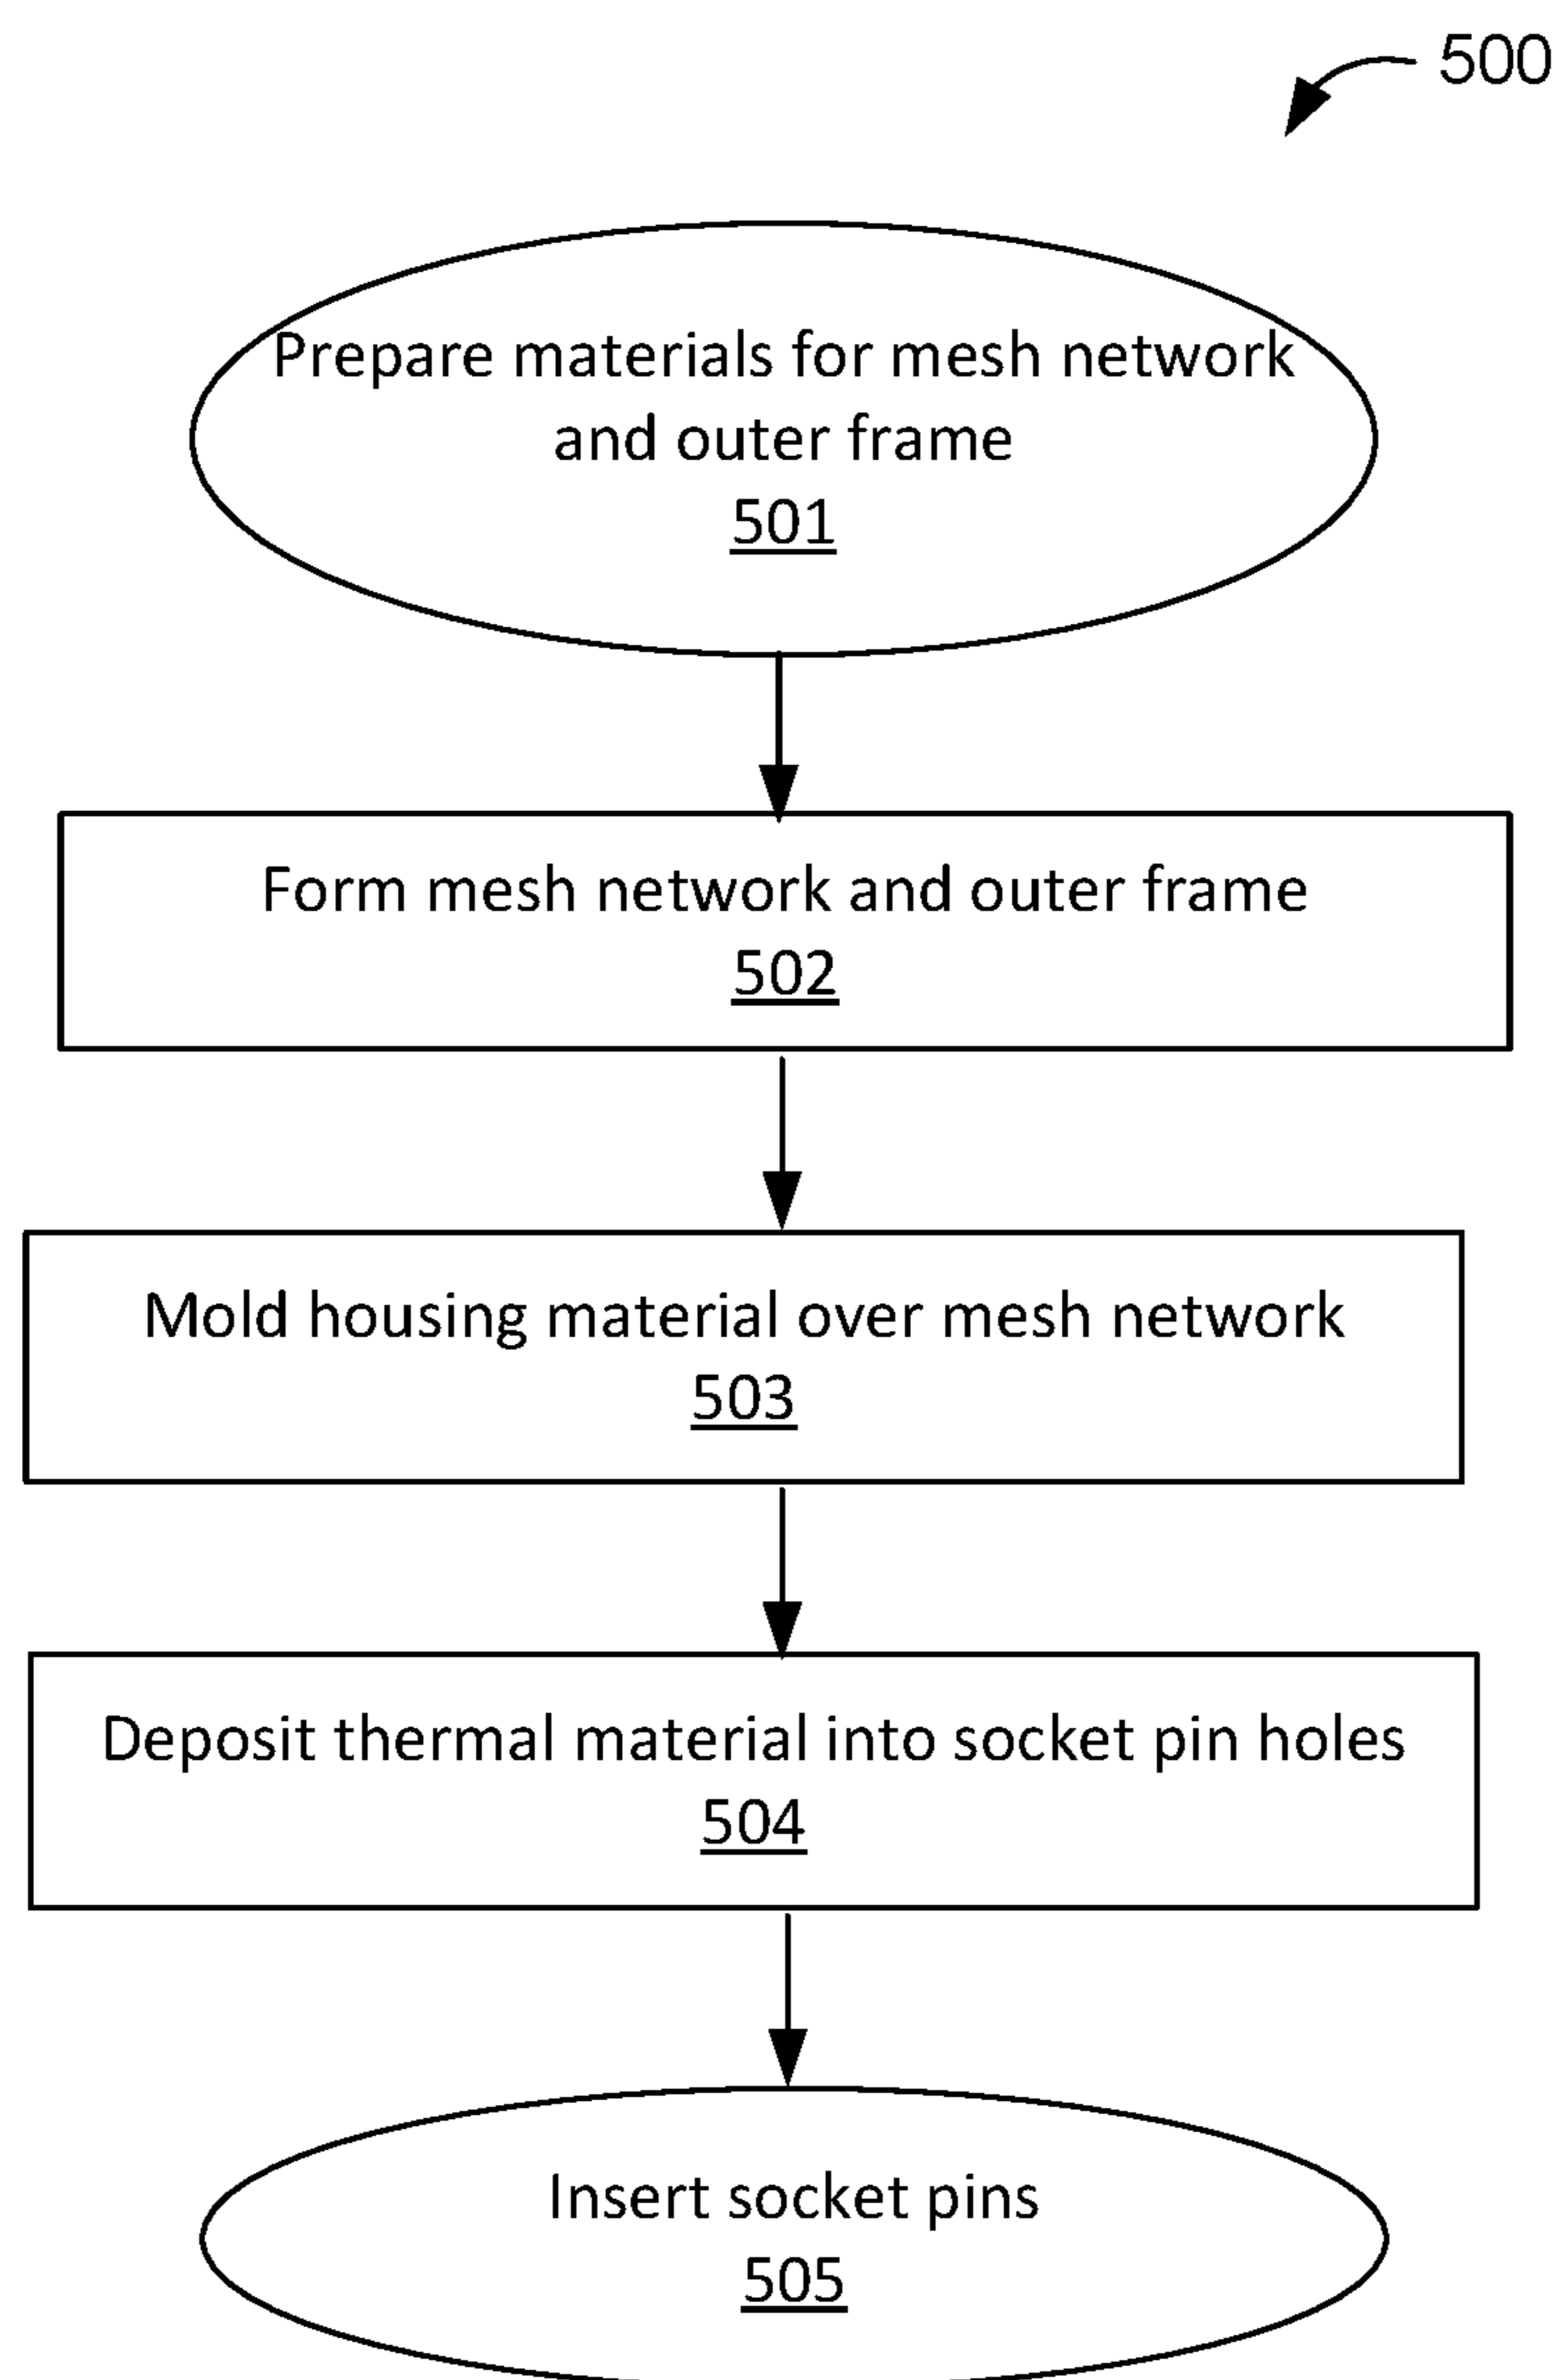 500
Prepare materials for mesh network
and outer frame
501
Form mesh network and outer frame
502
Mold housing material over mesh network
503
Deposit thermal material into socket pin holes
504
Insert socket pins
505